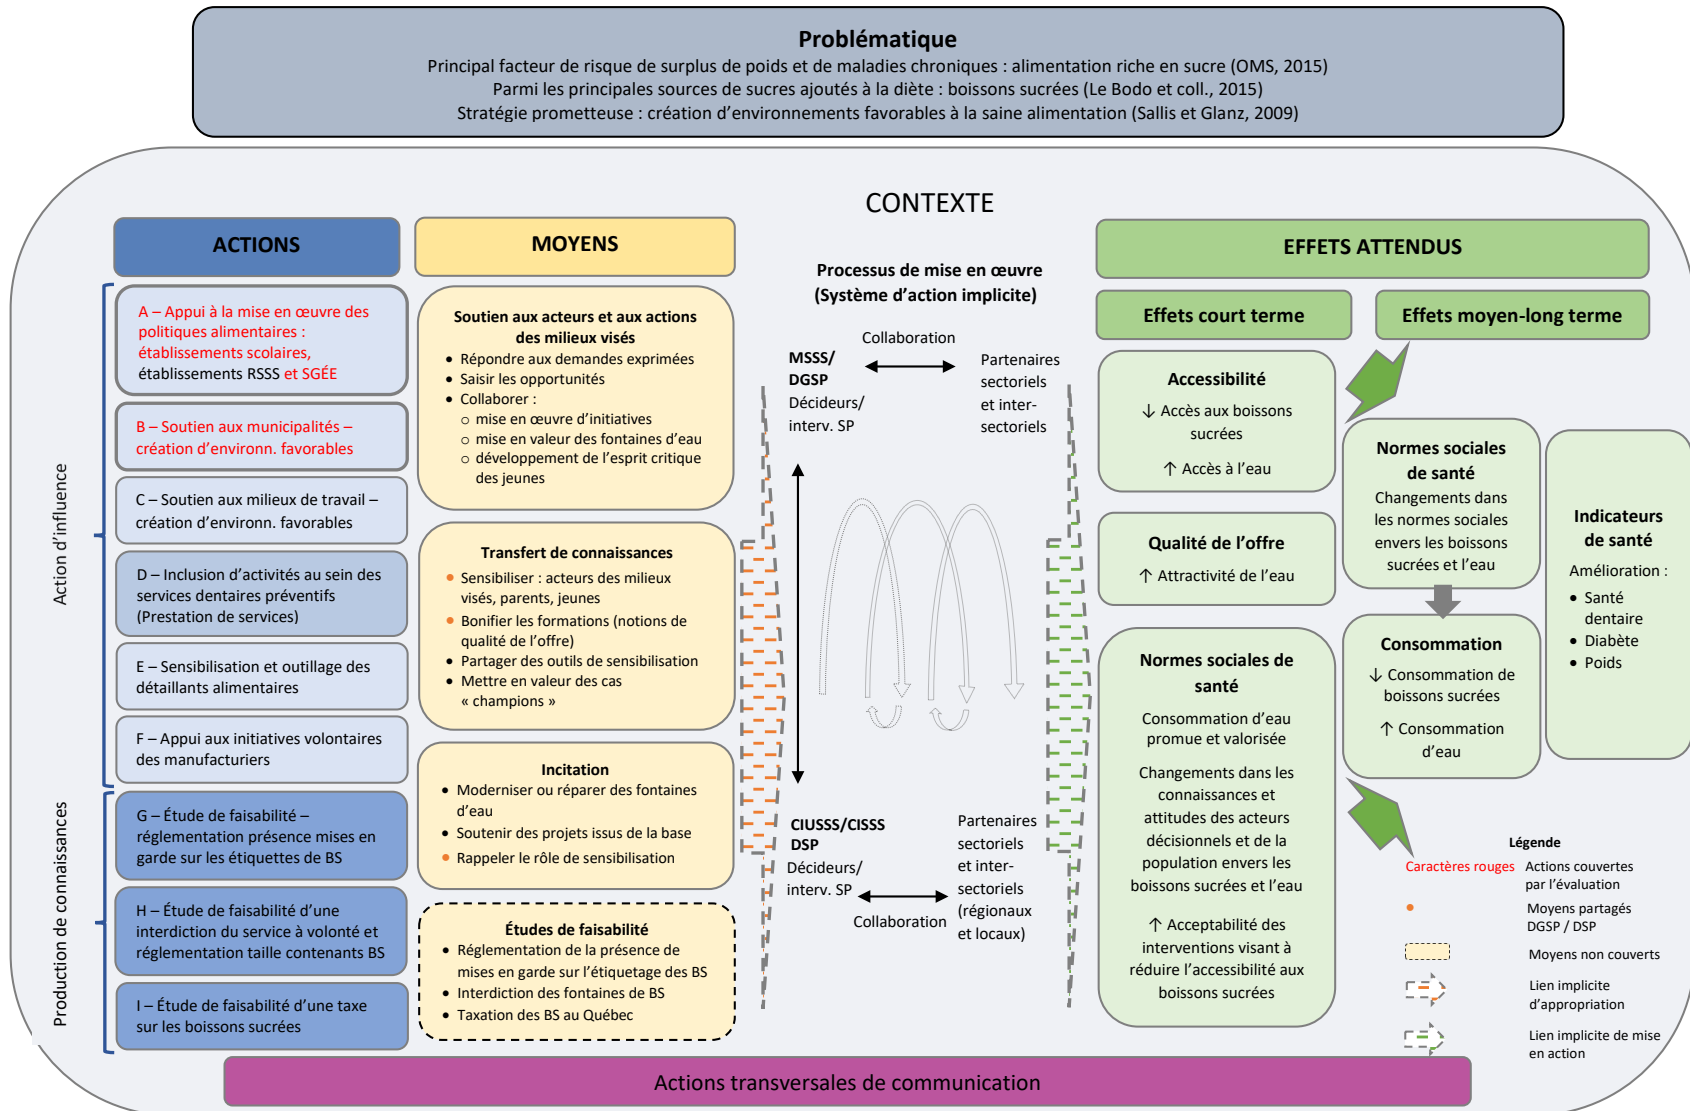 Problématique
Principal facteur de risque de surplus de poids et de maladies chroniques : alimentation riche en sucre (OMS, 2015)
Parmi les principales sources de sucres ajoutés à la diète : boissons sucrées (Le Bodo et coll., 2015)
Stratégie prometteuse : création d’environnements favorables à la saine alimentation (Sallis et Glanz, 2009)
CONTEXTE
ACTIONS
Action d’influence
A – Appui à la mise en œuvre des
politiques alimentaires :
établissements scolaires,
établissements RSSS et SGÉE
B – Soutien aux municipalités –
création d’environn. favorables
C – Soutien aux milieux de travail –
création d’environn. favorables
D – Inclusion d’activités au sein des
services dentaires préventifs
(Prestation de services)
E – Sensibilisation et outillage des
détaillants alimentaires
F – Appui aux initiatives volontaires
des manufacturiers
Production de connaissances
G – Étude de faisabilité –
réglementation présence mises en
garde sur les étiquettes de BS
H – Étude de faisabilité d’une
interdiction du service à volonté et
réglementation taille contenants BS
I – Étude de faisabilité d’une taxe
sur les boissons sucrées
MOYENS
Soutien aux acteurs et aux actions
des milieux visés
• Répondre aux demandes exprimées
• Saisir les opportunités
• Collaborer :
o mise en œuvre d’initiatives
o mise en valeur des fontaines d’eau
o développement de l’esprit critique
des jeunes
Transfert de connaissances
• Sensibiliser : acteurs des milieux
visés, parents, jeunes
• Bonifier les formations (notions de
qualité de l’offre)
• Partager des outils de sensibilisation
• Mettre en valeur des cas
« champions »
Incitation
• Moderniser ou réparer des fontaines
d’eau
• Soutenir des projets issus de la base
• Rappeler le rôle de sensibilisation
Études de faisabilité
• Réglementation de la présence de
mises en garde sur l’étiquetage des BS
• Interdiction des fontaines de BS
• Taxation des BS au Québec
Processus de mise en œuvre
(Système d’action implicite)
Collaboration
MSSS/
DGSP
Décideurs/
interv. SP
Partenaires
sectoriels
et inter-
sectoriels
CIUSSS/CISSS
DSP
Décideurs/
interv. SP
Collaboration
Partenaires
sectoriels
et inter-
sectoriels
(régionaux
et locaux)
EFFETS ATTENDUS
Effets court terme
Accessibilité
↓ Accès aux boissons
sucrées
↑ Accès à l’eau
Qualité de l’offre
↑ Attractivité de l’eau
Normes sociales de
santé
Consommation d’eau
promue et valorisée
Changements dans les
connaissances et
attitudes des acteurs
décisionnels et de la
population envers les
boissons sucrées et l’eau
↑ Acceptabilité des
interventions visant à
réduire l’accessibilité aux
boissons sucrées
Effets moyen-long terme
Normes sociales
de santé
Changements dans
les normes sociales
envers les boissons
sucrées et l’eau
Consommation
↓ Consommation de
boissons sucrées
↑ Consommation
d’eau
Indicateurs
de santé
Amélioration :
• Santé
dentaire
• Diabète
• Poids
Légende
Caractères rouges Actions couvertes
par l’évaluation
• Moyens partagés
DGSP / DSP
Moyens non couverts
Lien implicite
d’appropriation
Lien implicite de mise
en action
Actions transversales de communication